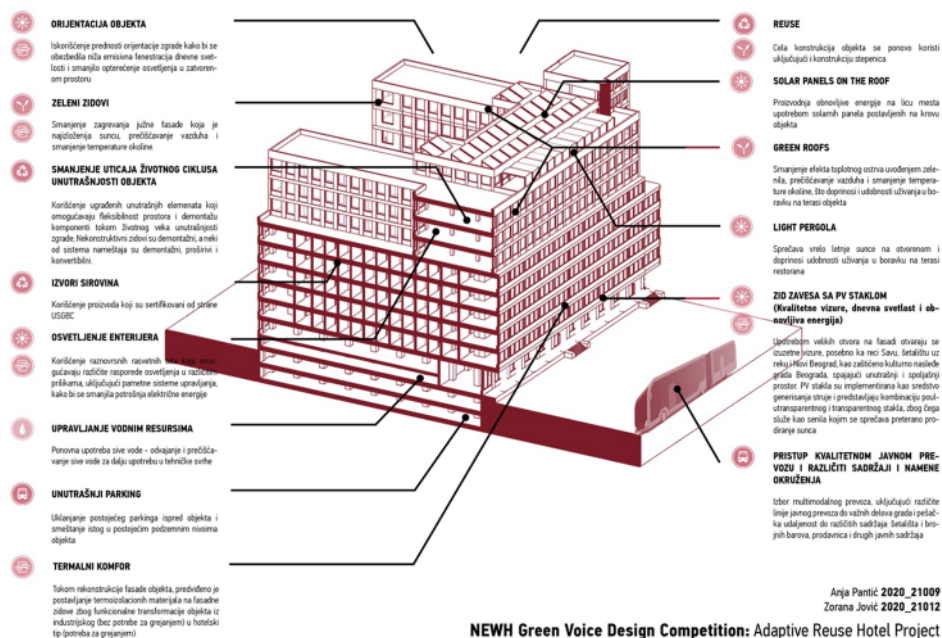 ORIJENTACIJA OBJEKTA
Iskorišćenje prednosti orijentacije zgrade kako bi se
obezbedila niža emisivna fenestracija dnevne svet-
losti i smanjilo opterećenje osvetljenja u zatvoren-
om prostoru
ZELENI ZIDOVI
Smanjenje zagrevanja južne fasade koja je
najizloženija suncu, prečišćavanje vazduha i
smanjenje temperature okoline.
SMANJENJE UTICAJA ŽIVOTNOG CIKLUSA
UNUTRAŠNJOSTI OBJEKTA
Korišćenje ugrađenih unutrašnjih elemenata koji
omogućavaju fleksibilnost prostora i demontažu
komponenti tokom životnog veka unutrašnjosti
zgrade; Nekonstruktivni zidovi su demontažni, a neki
od sistema nameštaja su demontažni, proširivi i
konvertibilni.
IZVORI SIROVINA
Korišćenje proizvoda koji su sertifikovani od strane
USGBC
OSVETLJENJE ENTERIJERA
Korišćenje raznovrsnih rasvetnih tela koja omo-
gućavaju različite rasporede osvetljenja u različitim
prilikama, uključujući pametne sisteme upravljanja,
kako bi se smanjila potrošnja električne energije
UPRAVLJANJE VODNIM RESURSIMA
Ponovna upotreba sive vode - odvajanje i prečišća-
vanje sive vode za dalju upotrebu u tehničke svrhe
UNUTRAŠNJI PARKING
Uklanjanje postojećeg parkinga ispred objekta i
smeštanje istog u postojećim podzemnim nivoima
objekta
TERMALNI KOMFOR
Tokom rekonstrukcije fasade objekta, predviđeno je
postavljanje termoizolacionih materijala na fasadne
zidove zbog funkcionalne transformacije objekta iz
industrijskog (bez potrebe za grejanjem) u hotelski
tip (potreba za grejanjem)
REUSE
Cela konstrukcija objekta se ponovo koristi
uključujući i konstrukciju stepenica
SOLAR PANELS ON THE ROOF
Proizvodnja obnovljive energije na licu mesta
upotrebom solarnih panela postavljenih na krovu
objekta
GREEN ROOFS
Smanjenje efekta toplotnog ostrva uvođenjem zele-
nila, prečišćavanje vazduha i smanjenje tempera-
ture okoline, što doprinosi i udobnosti uživanja u bo-
ravku na terasi objekta
LIGHT PERGOLA
Sprečava vrelo letnje sunce na otvorenom i
doprinosi udobnosti uživanja u boravku na terasi
restorana
ZID ZAVESA SA PV STAKLOM
(Kvalitetne vizure, dnevna svetlost i ob-
novljiva energija)
Upotrebom velikih otvora na fasadi otvaraju se
izuzetne vizure, posebno ka reci Savu, šetalištu uz
reku i Novi Beograd, kao zaštićeno kulturno nasleđe
grada Beograda, spajajući unutrašnji i spoljašnji
prostor. PV stakla su implementirana kao sredstvo
generisanja struje i predstavljaju kombinaciju poul-
utransparentnog i transparentnog stakla, zbog čega
služe kao senila kojim se sprečava preterano pro-
diranje sunca
PRISTUP KVALITETNOM JAVNOM PRE-
VOZU I RAZLIČITI SADRŽAJI I NAMENE
OKRUŽENJA
Izbor multimodalnog prevoza, uključujući različite
linije javnog prevoza do važnih delova grada i pešač-
ka udaljenost do različitih sadržaja: šetališta i bro-
jnih barova, prodavnica i drugih javnih sadržaja
Anja Pantić 2020_21009
Zorana Jović 2020_21012
NEWH Green Voice Design Competition: Adaptive Reuse Hotel Project